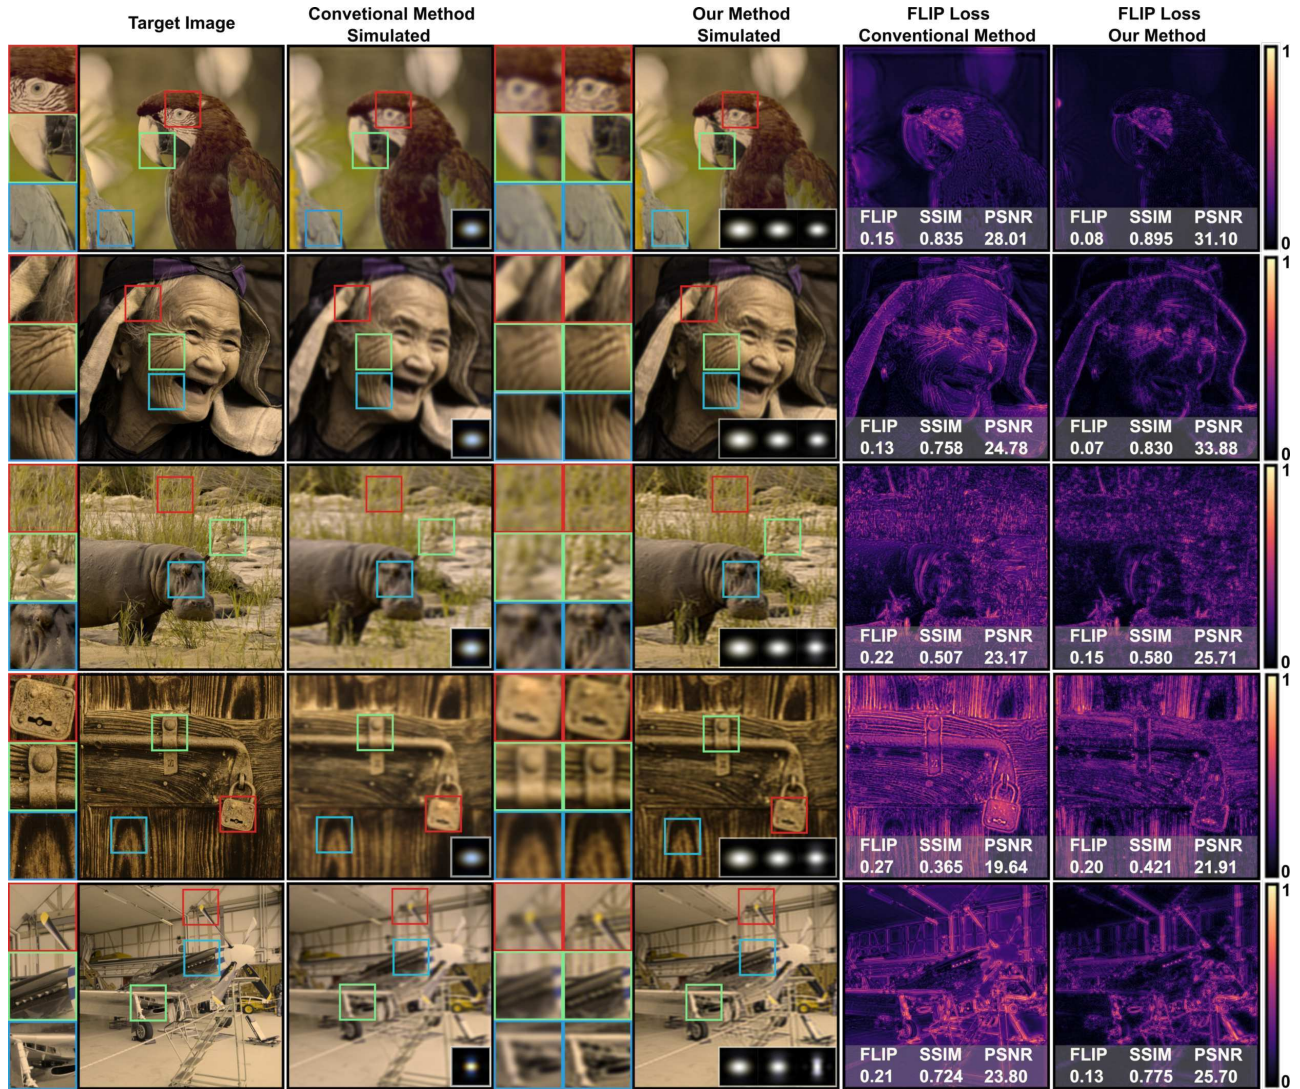 Target Image
Convetional Method
Simulated
Our Method
Simulated
FLIP Loss
Conventional Method
FLIP Loss
Our Method
1
FLIP SSIM PSNR
0.15 0.835 28.01
FLIP SSIM PSNR
0.08 0.895 31.10
0
1
FLIP SSIM PSNR
0.13 0.758 24.78
FLIP SSIM PSNR
0.07 0.830 33.88
0
1
FLIP SSIM PSNR
0.22 0.507 23.17
FLIP SSIM PSNR
0.15 0.580 25.71
0
1
FLIP SSIM PSNR
0.27 0.365 19.64
FLIP SSIM PSNR
0.20 0.421 21.91
0
1
FLIP SSIM PSNR
0.21 0.724 23.80
FLIP SSIM PSNR
0.13 0.775 25.70
0